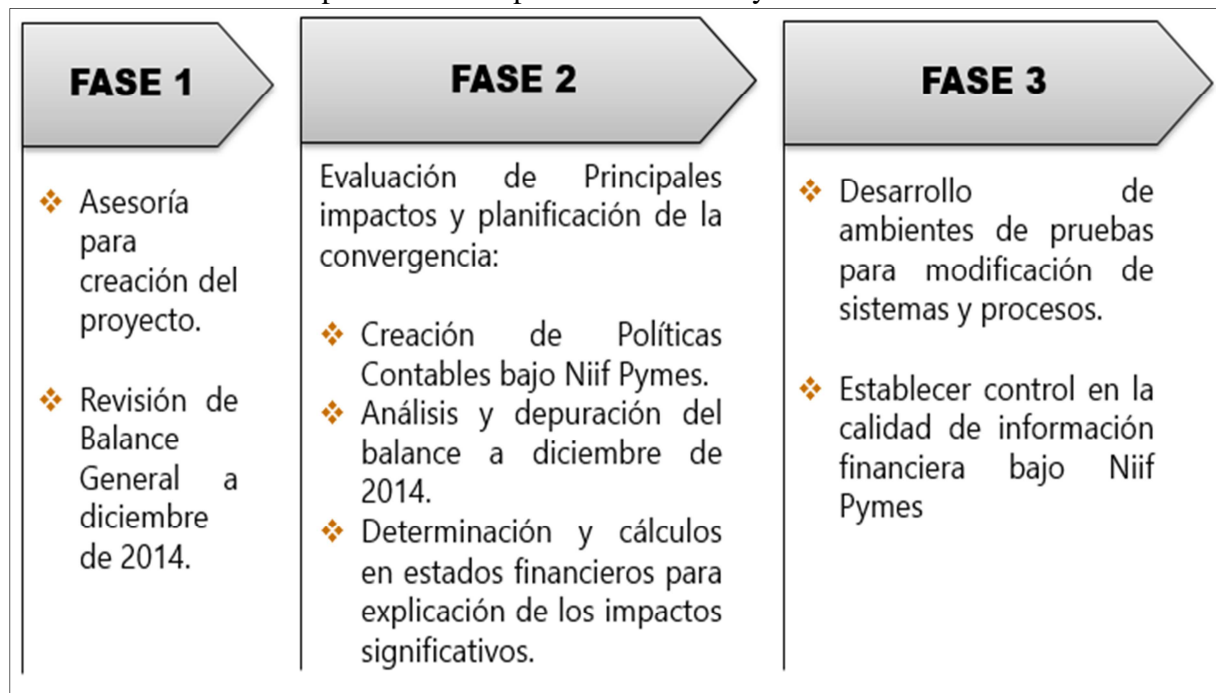 FASE 1
Asesoría
para
creación del
proyecto.
Revisión de
Balance
General a
diciembre
de 2014.
FASE 2
Evaluación de Principales
impactos y planificación de la
convergencia:
Creación de Políticas
Contables bajo Niif Pymes.
Análisis y depuración del
balance a diciembre de
2014.
Determinación y cálculos
en estados financieros para
explicación de los impactos
significativos.
FASE 3
Desarrollo de
ambientes de pruebas
para modificación de
sistemas y procesos.
Establecer control en la
calidad de información
financiera bajo Niif
Pymes